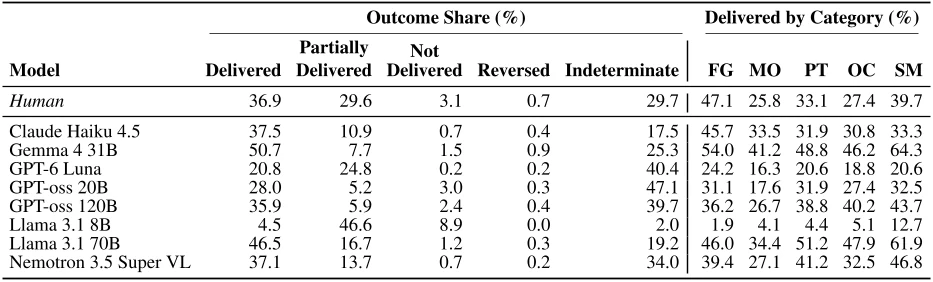 Outcome Share (%) Delivered by Category (%)
Partially Not
Model Delivered Delivered Delivered Reversed Indeterminate FG MO PT OC SM
Human 36.9 29.6 3.1 0.7 29.7 47.1 25.8 33.1 27.4 39.7
Claude Haiku 4.5 37.5 10.9 0.7 0.4 17.5 45.7 33.5 31.9 30.8 33.3
Gemma 4 31B 50.7 7.7 1.5 0.9 25.3 54.0 41.2 48.8 46.2 64.3
GPT-6 Luna 20.8 24.8 0.2 0.2 40.4 24.2 16.3 20.6 18.8 20.6
GPT-oss 20B 28.0 5.2 3.0 0.3 47.1 31.1 17.6 31.9 27.4 32.5
GPT-oss 120B 35.9 5.9 2.4 0.4 39.7 36.2 26.7 38.8 40.2 43.7
Llama 3.1 8B 4.5 46.6 8.9 0.0 2.0 1.9 4.1 4.4 5.1 12.7
Llama 3.1 70B 46.5 16.7 1.2 0.3 19.2 46.0 34.4 51.2 47.9 61.9
Nemotron 3.5 Super VL 37.1 13.7 0.7 0.2 34.0 39.4 27.1 41.2 32.5 46.8